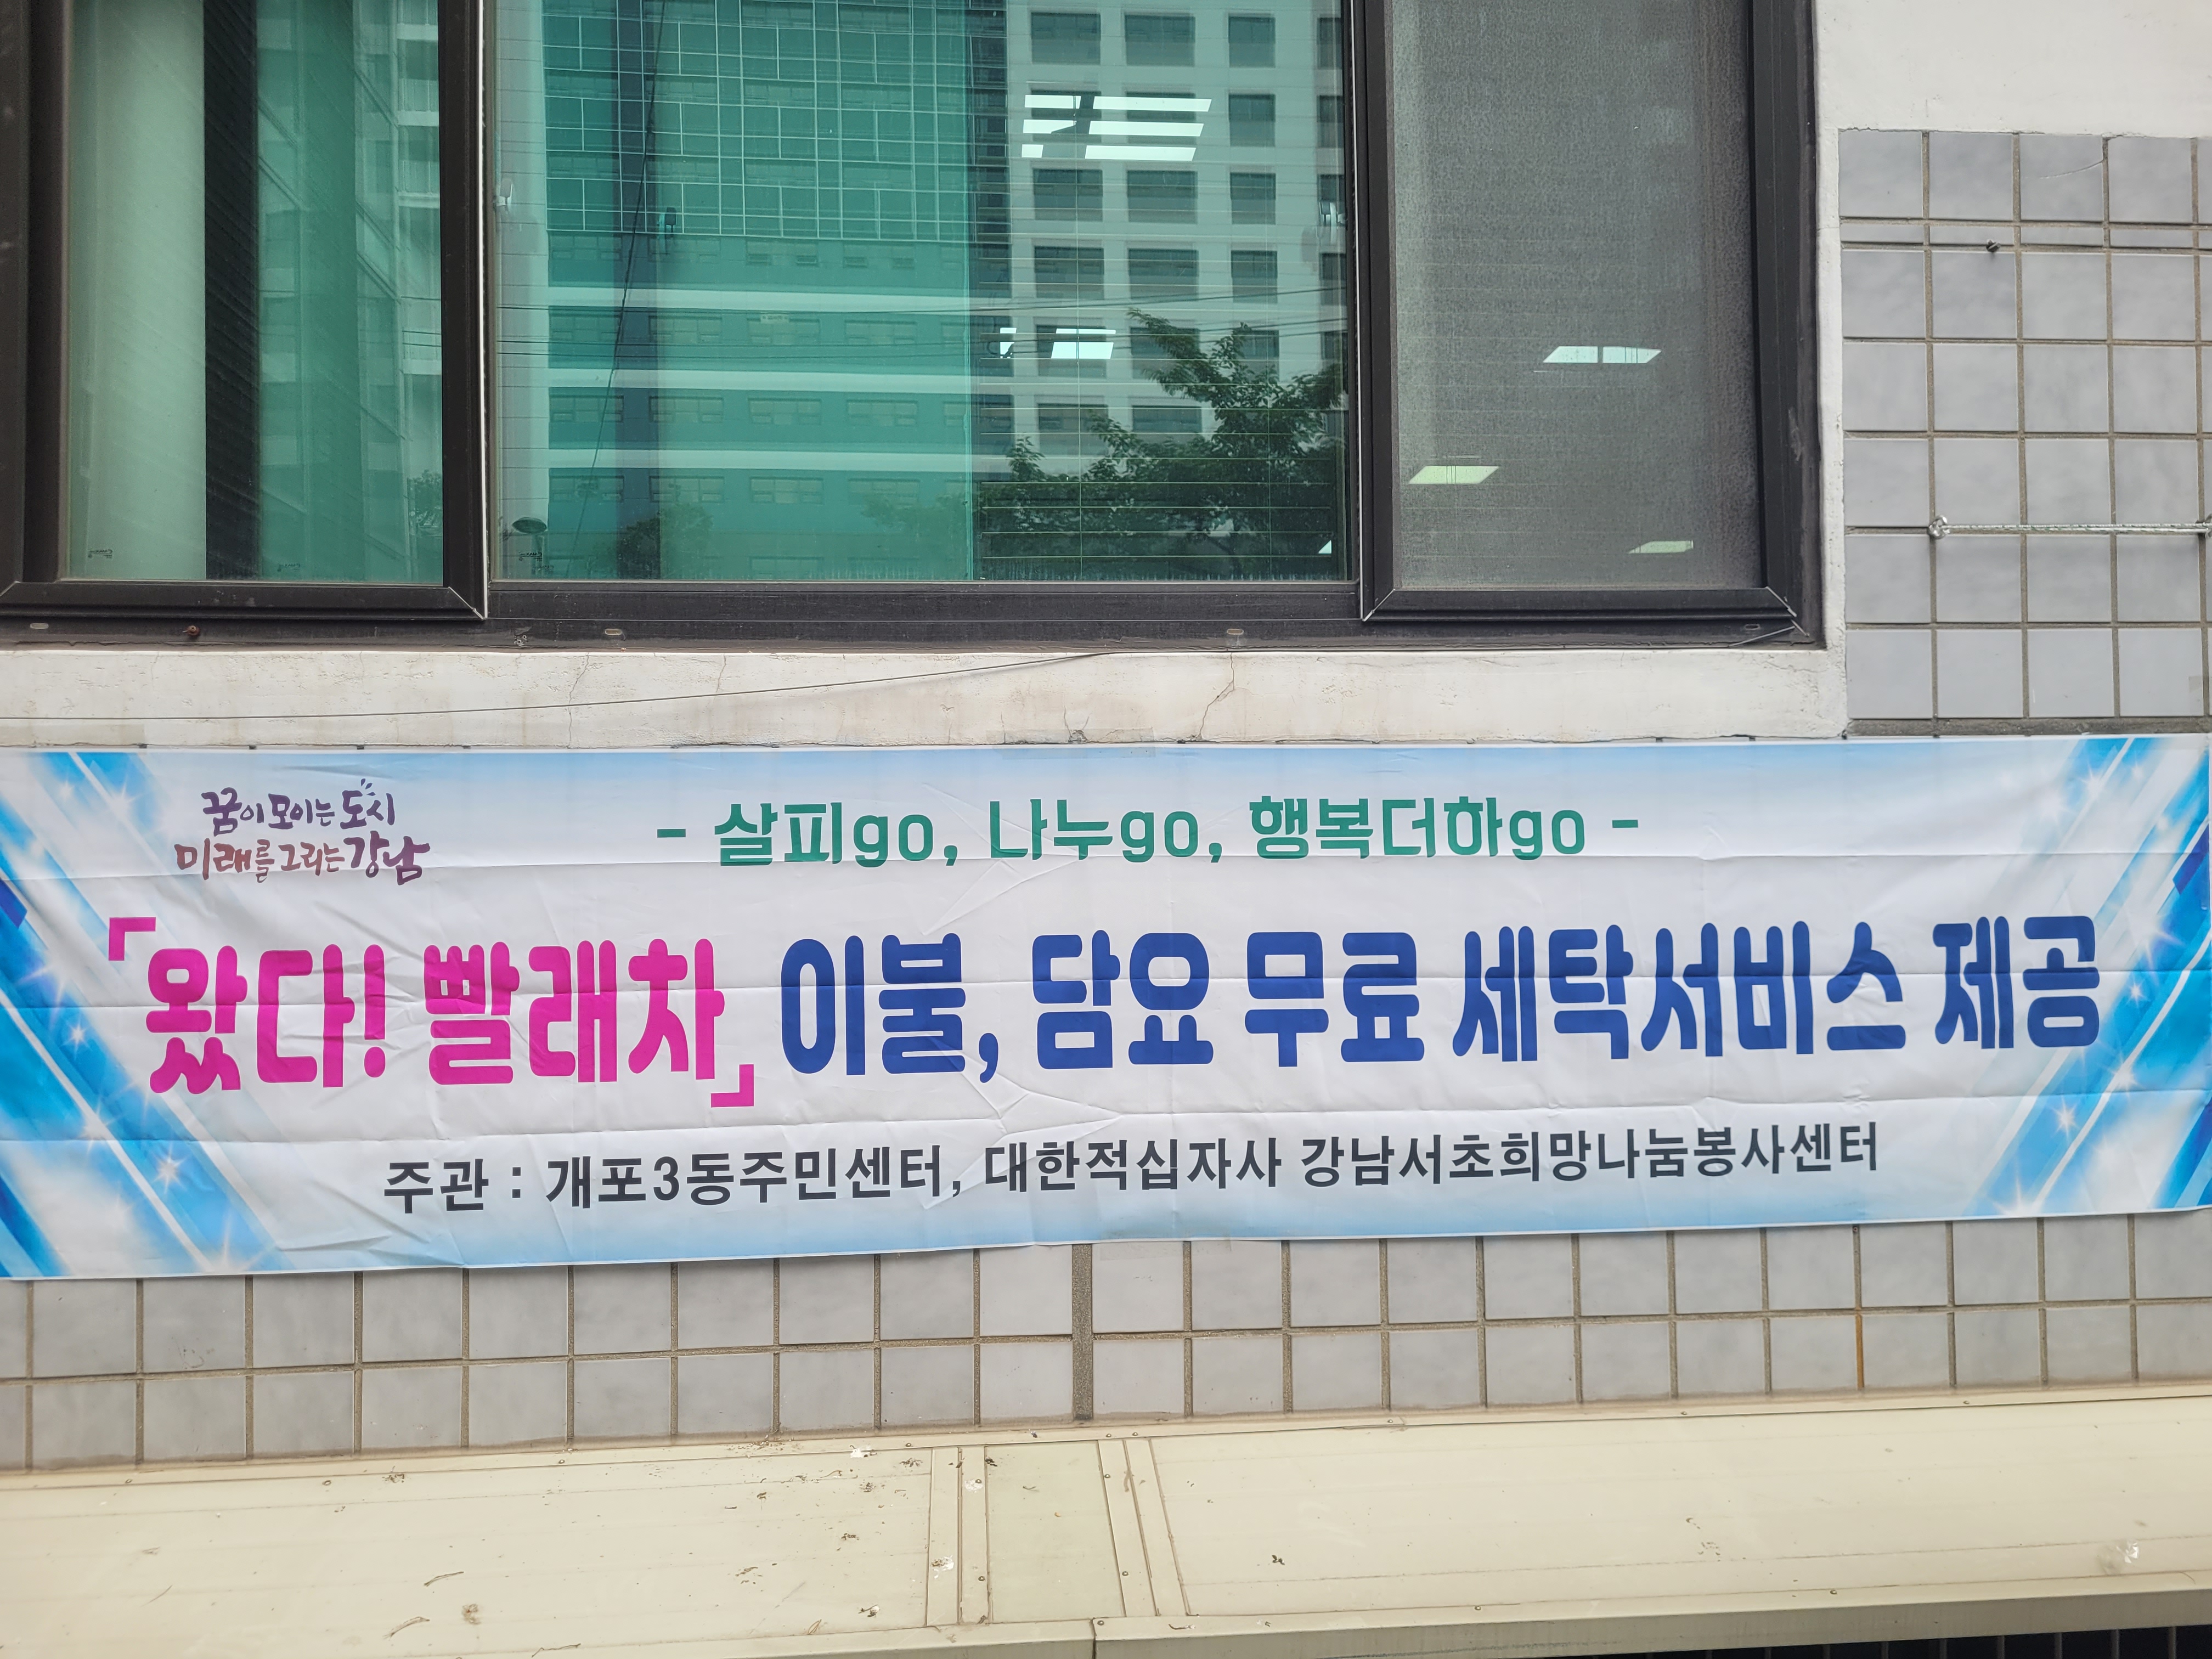 꿈이 모이는 도시
미래를 그리는 강남
- 살피go, 나누go, 행복더하go -
「왔다! 빨래차」 이불, 담요 무료 세탁서비스 제공
주관 : 개포3동주민센터, 대한적십자사 강남서초희망나눔봉사센터